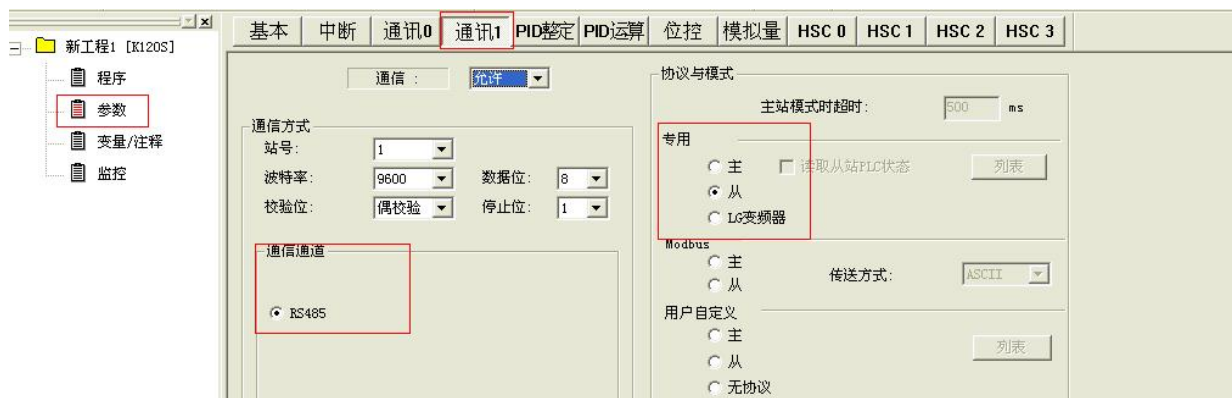 新工程1 [K120S]
程序
参数
变量/注释
监控
基本 中断 通讯0 通讯1 PID整定 PID运算 位控 模拟量 HSC 0 HSC 1 HSC 2 HSC 3
通信 : 允许
通信方式
站号: 1
波特率: 9600 数据位: 8
校验位: 偶校验 停止位: 1
通信通道
RS485
协议与模式
主站模式时超时: 500 ms
专用
主 读取从站PLC状态 列表
从
LG变频器
Modbus
主
从
传送方式: ASCII
用户自定义
主
列表
从
无协议